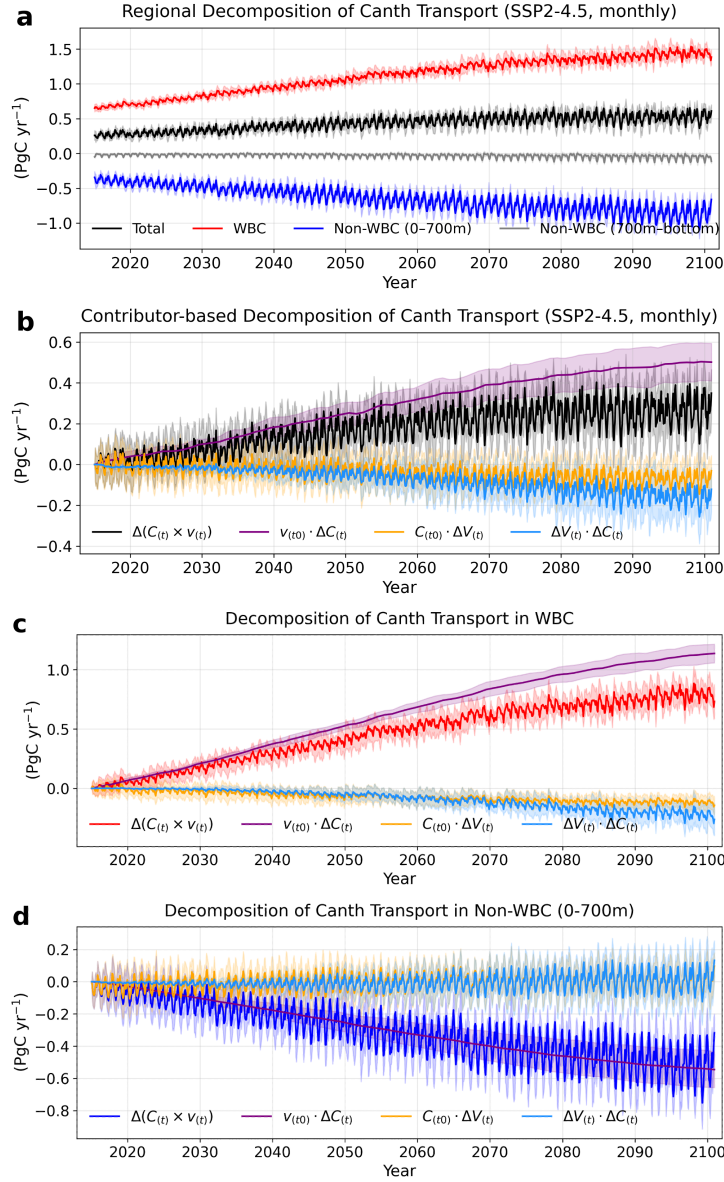 a
Regional Decomposition of Canth Transport (SSP2-4.5, monthly)
(PgC yr⁻¹)
1.5
1.0
0.5
0.0
−0.5
−1.0
Total WBC Non-WBC (0–700m) Non-WBC (700m–bottom)
2020 2030 2040 2050 2060 2070 2080 2090 2100
Year
b
Contributor-based Decomposition of Canth Transport (SSP2-4.5, monthly)
(PgC yr⁻¹)
0.6
0.4
0.2
0.0
−0.2
−0.4
Δ(C₍ₜ₎ × v₍ₜ₎) v₍ₜ₀₎ · ΔC₍ₜ₎ C₍ₜ₀₎ · ΔV₍ₜ₎ ΔV₍ₜ₎ · ΔC₍ₜ₎
2020 2030 2040 2050 2060 2070 2080 2090 2100
Year
c
Decomposition of Canth Transport in WBC
(PgC yr⁻¹)
1.0
0.5
0.0
Δ(C₍ₜ₎ × v₍ₜ₎) v₍ₜ₀₎ · ΔC₍ₜ₎ C₍ₜ₀₎ · ΔV₍ₜ₎ ΔV₍ₜ₎ · ΔC₍ₜ₎
2020 2030 2040 2050 2060 2070 2080 2090 2100
Year
d
Decomposition of Canth Transport in Non-WBC (0-700m)
(PgC yr⁻¹)
0.2
0.0
−0.2
−0.4
−0.6
−0.8
Δ(C₍ₜ₎ × v₍ₜ₎) v₍ₜ₀₎ · ΔC₍ₜ₎ C₍ₜ₀₎ · ΔV₍ₜ₎ ΔV₍ₜ₎ · ΔC₍ₜ₎
2020 2030 2040 2050 2060 2070 2080 2090 2100
Year